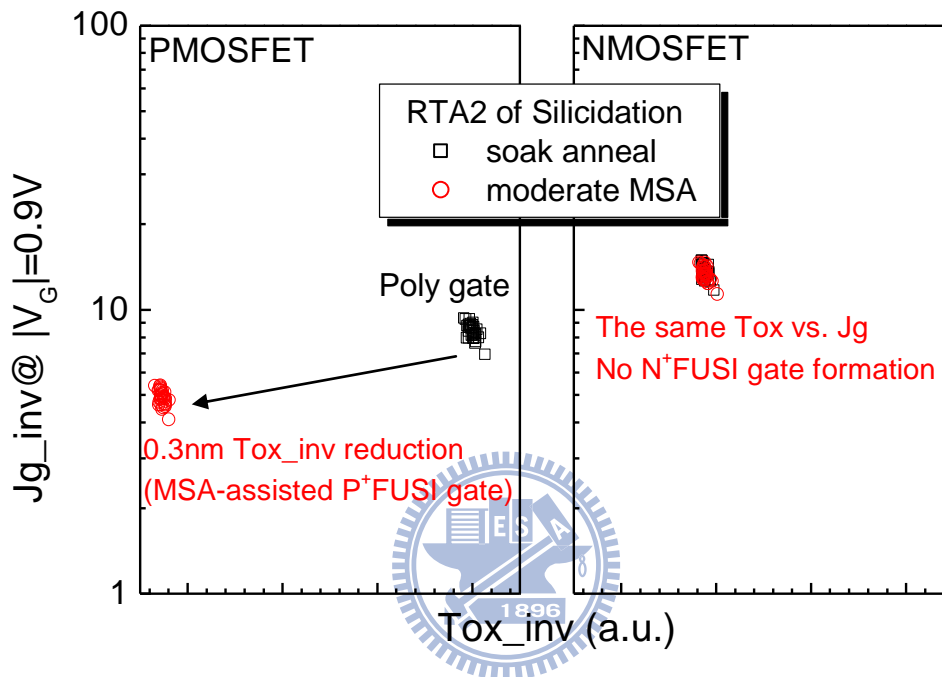 100
PMOSFET
NMOSFET
RTA2 of Silicidation
soak anneal
moderate MSA
Jg_inv@ |V_G|=0.9V
Poly gate
10
The same Tox vs. Jg
No N⁺FUSI gate formation
0.3nm Tox_inv reduction
(MSA-assisted P⁺FUSI gate)
E S A
1
1896
Tox_inv (a.u.)